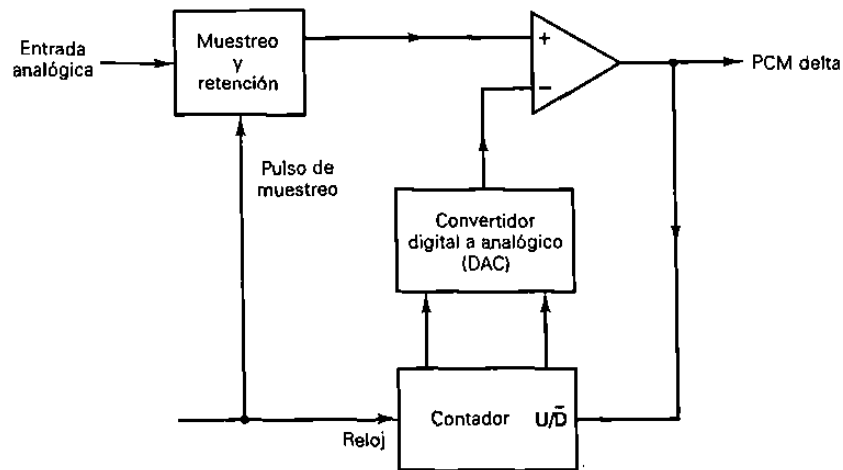 Entrada
analógica
Muestreo
y
retención
+
−
PCM delta
Pulso de
muestreo
Convertidor
digital a analógico
(DAC)
Reloj
Contador
U/D̄